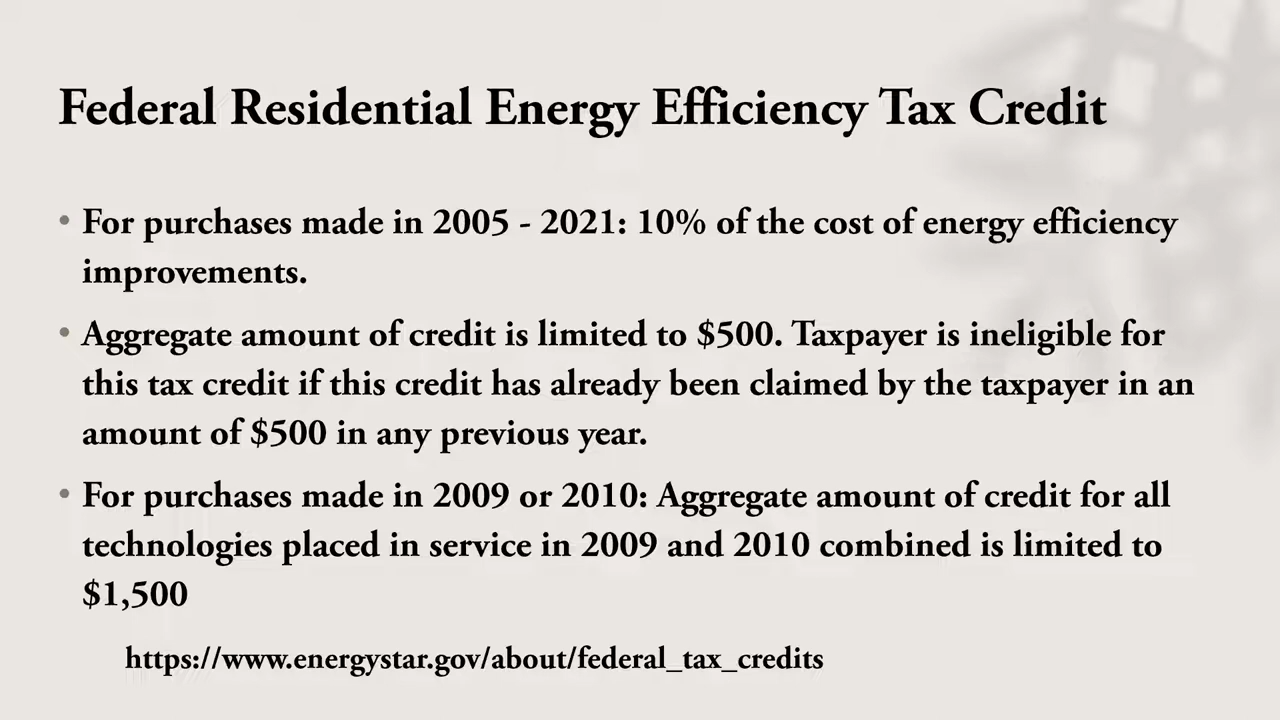 Federal Residential Energy Efficiency Tax Credit
• For purchases made in 2005 - 2021: 10% of the cost of energy efficiency
improvements.
• Aggregate amount of credit is limited to $500. Taxpayer is ineligible for
this tax credit if this credit has already been claimed by the taxpayer in an
amount of $500 in any previous year.
• For purchases made in 2009 or 2010: Aggregate amount of credit for all
technologies placed in service in 2009 and 2010 combined is limited to
$1,500
https://www.energystar.gov/about/federal_tax_credits